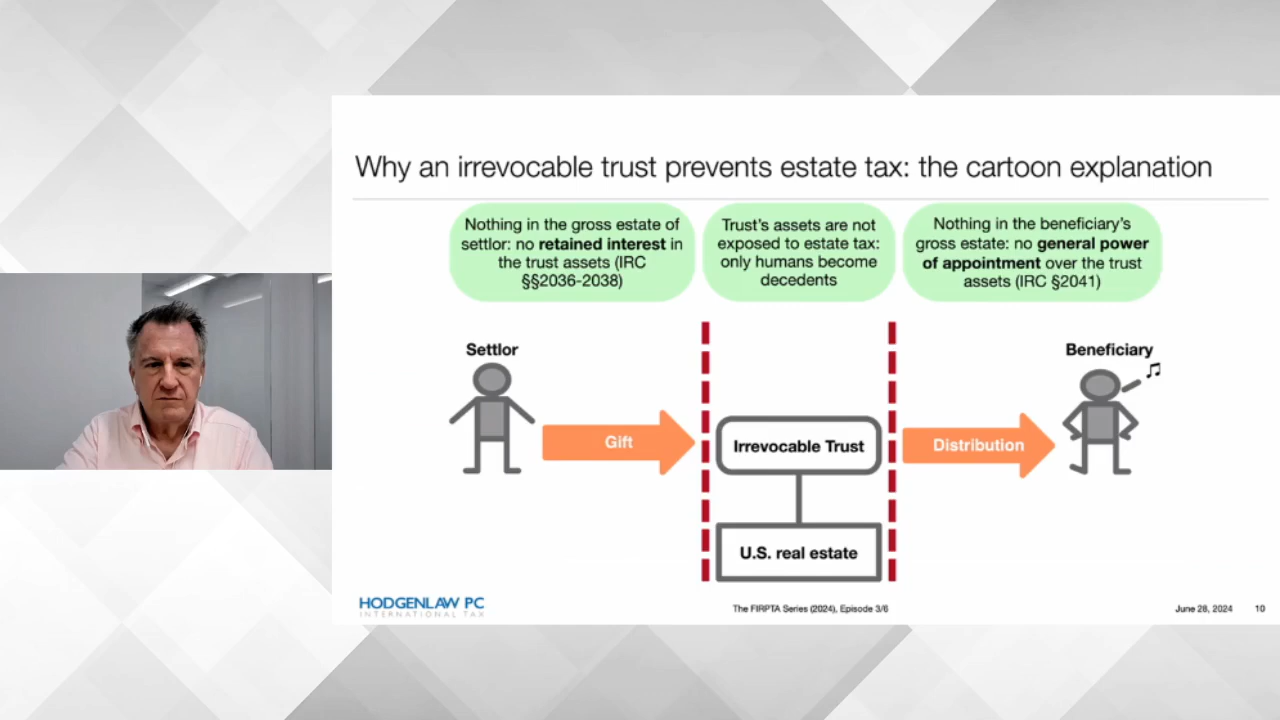 Why an irrevocable trust prevents estate tax: the cartoon explanation
Nothing in the gross estate of
settlor: no retained interest in
the trust assets (IRC
§§2036-2038)
Trust's assets are not
exposed to estate tax:
only humans become
decedents
Nothing in the beneficiary's
gross estate: no general power
of appointment over the trust
assets (IRC §2041)
Settlor
Beneficiary
Gift
Irrevocable Trust
Distribution
U.S. real estate
HODGENLAW PC
INTERNATIONAL TAX
The FIRPTA Series (2024), Episode 3/6
June 28, 2024
10